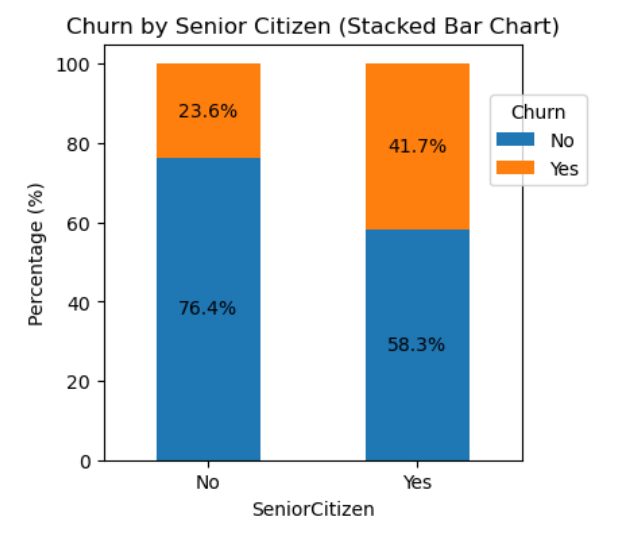 Churn by Senior Citizen (Stacked Bar Chart)
100
80
60
40
20
0
Percentage (%)
23.6%
76.4%
41.7%
58.3%
Churn
No
Yes
No
Yes
SeniorCitizen